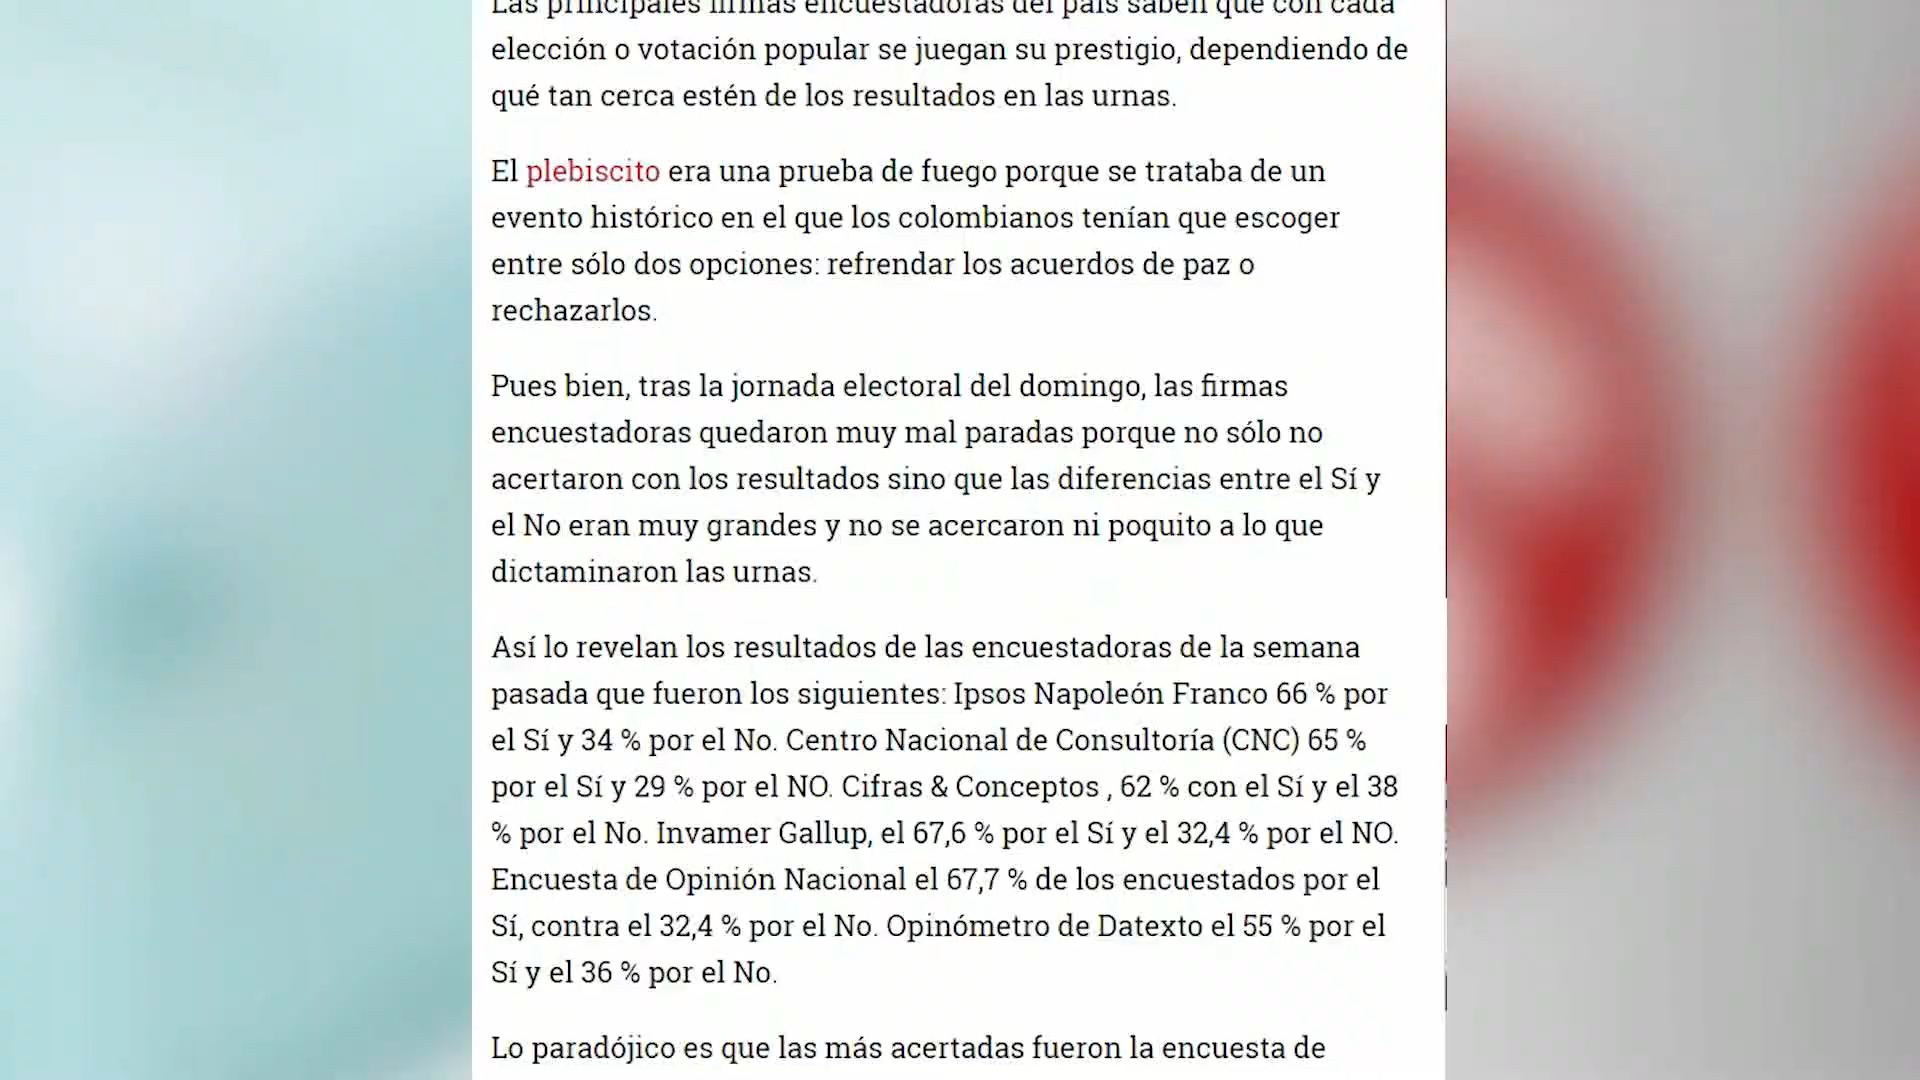 Las principales firmas encuestadoras del país saben que con cada
elección o votación popular se juegan su prestigio, dependiendo de
qué tan cerca estén de los resultados en las urnas.
El plebiscito era una prueba de fuego porque se trataba de un
evento histórico en el que los colombianos tenían que escoger
entre sólo dos opciones: refrendar los acuerdos de paz o
rechazarlos.
Pues bien, tras la jornada electoral del domingo, las firmas
encuestadoras quedaron muy mal paradas porque no sólo no
acertaron con los resultados sino que las diferencias entre el Sí y
el No eran muy grandes y no se acercaron ni poquito a lo que
dictaminaron las urnas.
Así lo revelan los resultados de las encuestadoras de la semana
pasada que fueron los siguientes: Ipsos Napoleón Franco 66 % por
el Sí y 34 % por el No. Centro Nacional de Consultoría (CNC) 65 %
por el Sí y 29 % por el NO. Cifras & Conceptos , 62 % con el Sí y el 38
% por el No. Invamer Gallup, el 67,6 % por el Sí y el 32,4 % por el NO.
Encuesta de Opinión Nacional el 67,7 % de los encuestados por el
Sí, contra el 32,4 % por el No. Opinómetro de Datexto el 55 % por el
Sí y el 36 % por el No.
Lo paradójico es que las más acertadas fueron la encuesta de